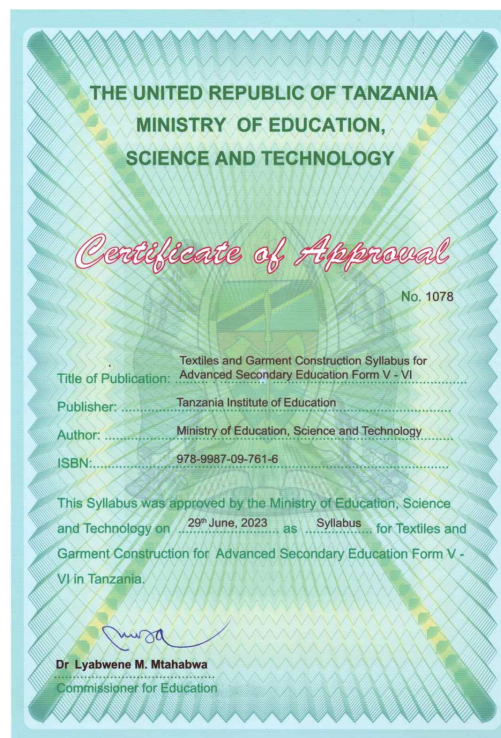 THE UNITED REPUBLIC OF TANZANIA
MINISTRY OF EDUCATION,
SCIENCE AND TECHNOLOGY
Certificate of Approval
No. 1078
Textiles and Garment Construction Syllabus for
Title of Publication: Advanced Secondary Education Form V - VI
Publisher: Tanzania Institute of Education
Author: Ministry of Education, Science and Technology
ISBN: 978-9987-09-761-6
This Syllabus was approved by the Ministry of Education, Science
and Technology on 29th June, 2023 as Syllabus for Textiles and
Garment Construction for Advanced Secondary Education Form V -
VI in Tanzania.
Dr Lyabwene M. Mtahabwa
Commissioner for Education